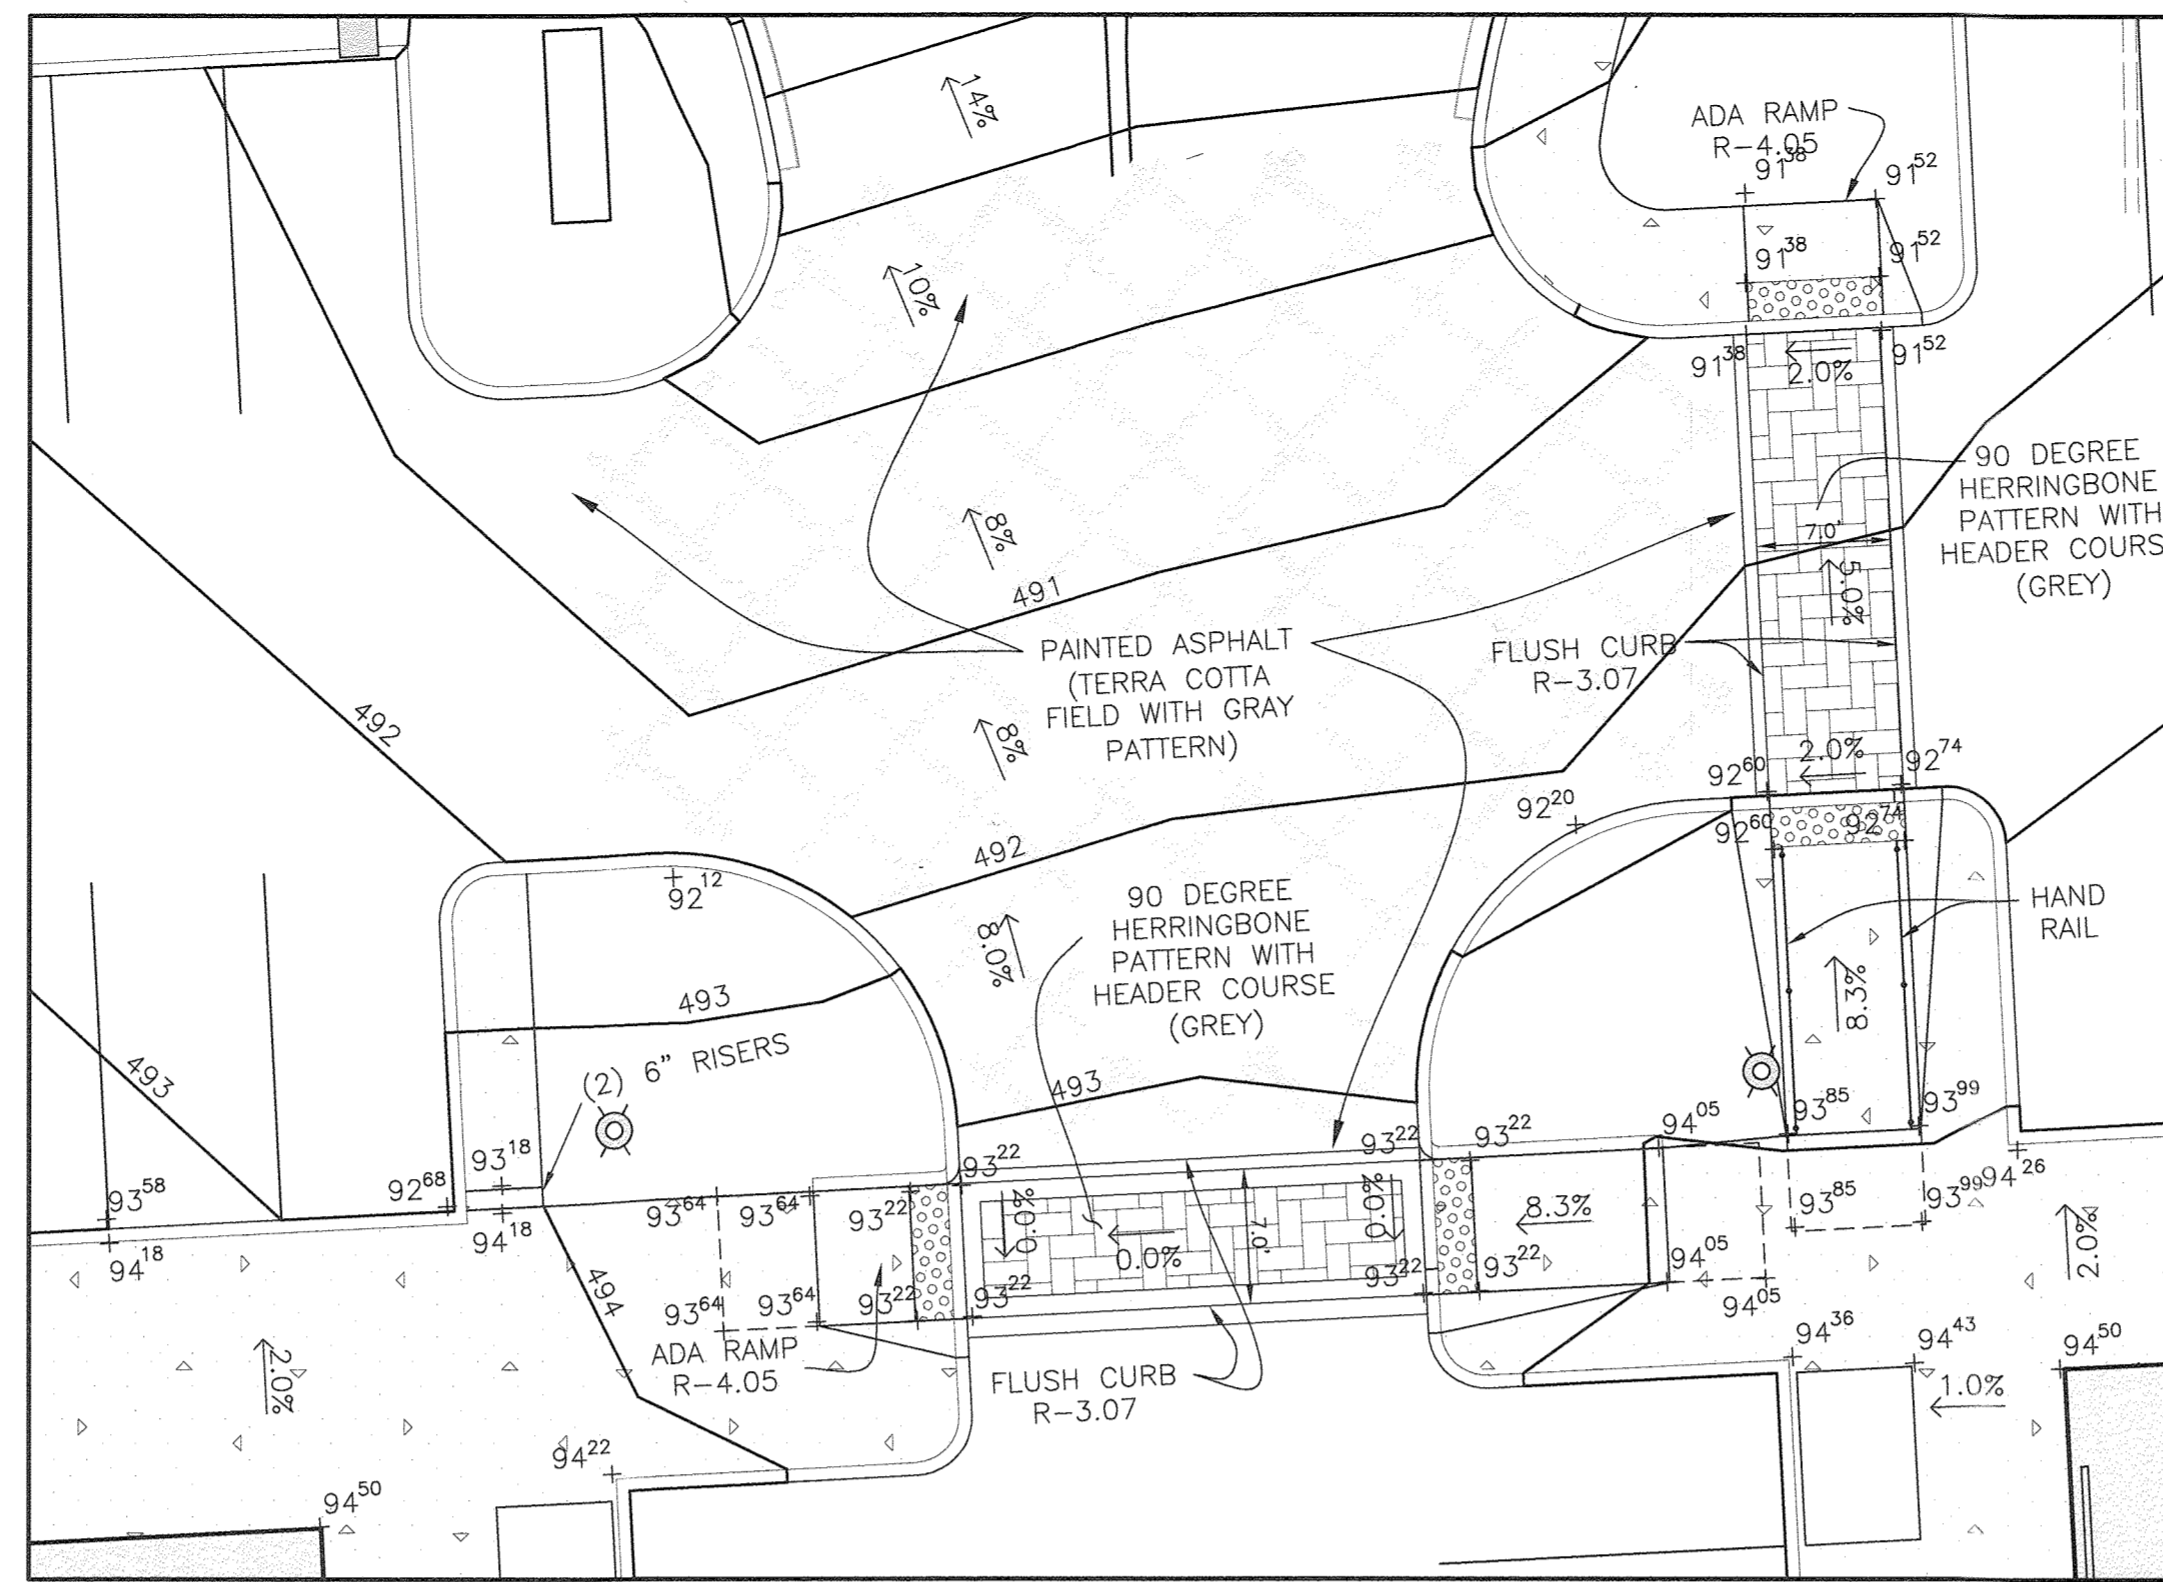 14%
ADA RAMP
R-4.05
91³⁸
91⁵²
91³⁸
91⁵²
10%
91³⁸
91⁵²
2.0%
90 DEGREE
HERRINGBONE
PATTERN WITH
HEADER COURS
(GREY)
7.0'
5.0%
8%
491
PAINTED ASPHALT
(TERRA COTTA
FIELD WITH GRAY
PATTERN)
FLUSH CURB
R-3.07
492
8%
2.0%
92⁶⁰
92⁷⁴
92²⁰
92⁶⁰
92⁷⁴
492
92¹²
90 DEGREE
HERRINGBONE
PATTERN WITH
HEADER COURSE
(GREY)
8.0%
HAND
RAIL
8.3%
493
(2) 6" RISERS
493
493
93⁸⁵
93⁹⁹
94⁰⁵
93²²
93²²
93²²
93¹⁸
92⁶⁸
93⁵⁸
94¹⁸
94¹⁸
93⁶⁴
93⁶⁴
93²²
0.0%
0.0%
0.0%
7.0'
8.3%
93⁸⁵
93⁹⁹
94²⁶
2.0%
94⁰⁵
93²²
93²²
94⁰⁵
494
93⁶⁴
93⁶⁴
93²²
93²²
ADA RAMP
R-4.05
FLUSH CURB
R-3.07
94³⁶
94⁴³
94⁵⁰
1.0%
2.0%
94²²
94⁵⁰